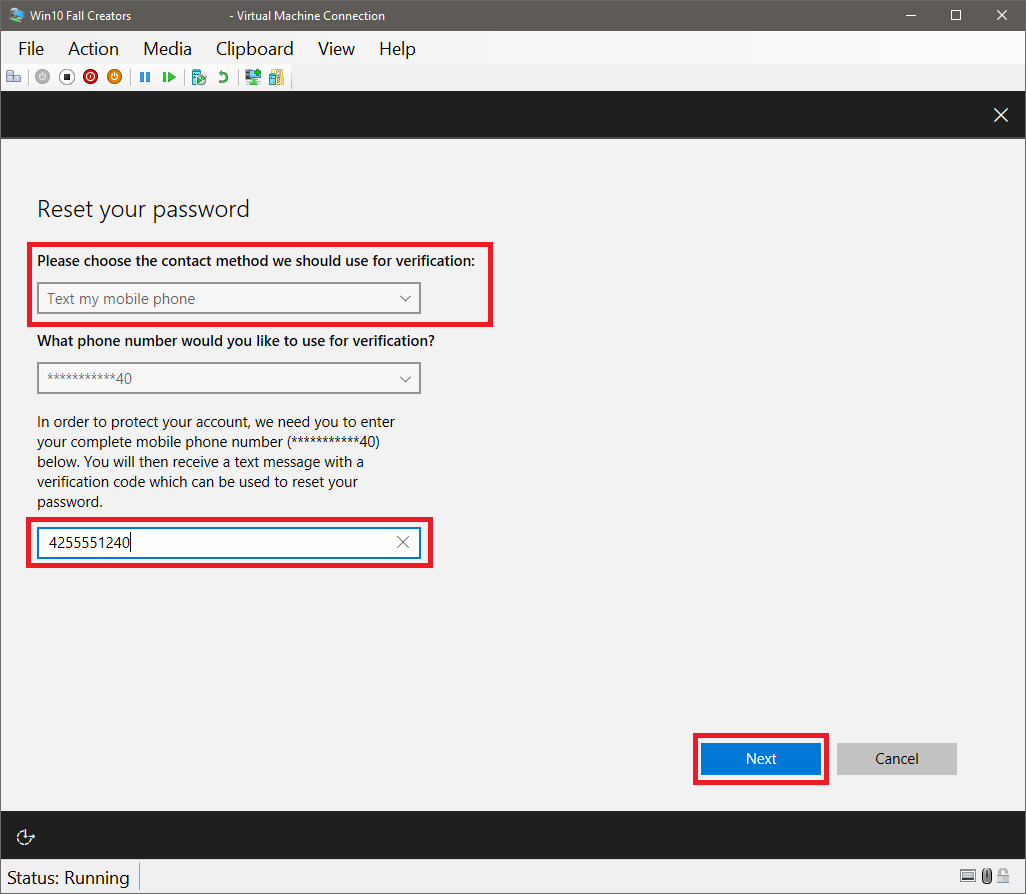 Win10 Fall Creators - Virtual Machine Connection
File Action Media Clipboard View Help
Reset your password
Please choose the contact method we should use for verification:
Text my mobile phone
What phone number would you like to use for verification?
***********40
In order to protect your account, we need you to enter
your complete mobile phone number (***********40)
below. You will then receive a text message with a
verification code which can be used to reset your
password.
4255551240
Next Cancel
Status: Running